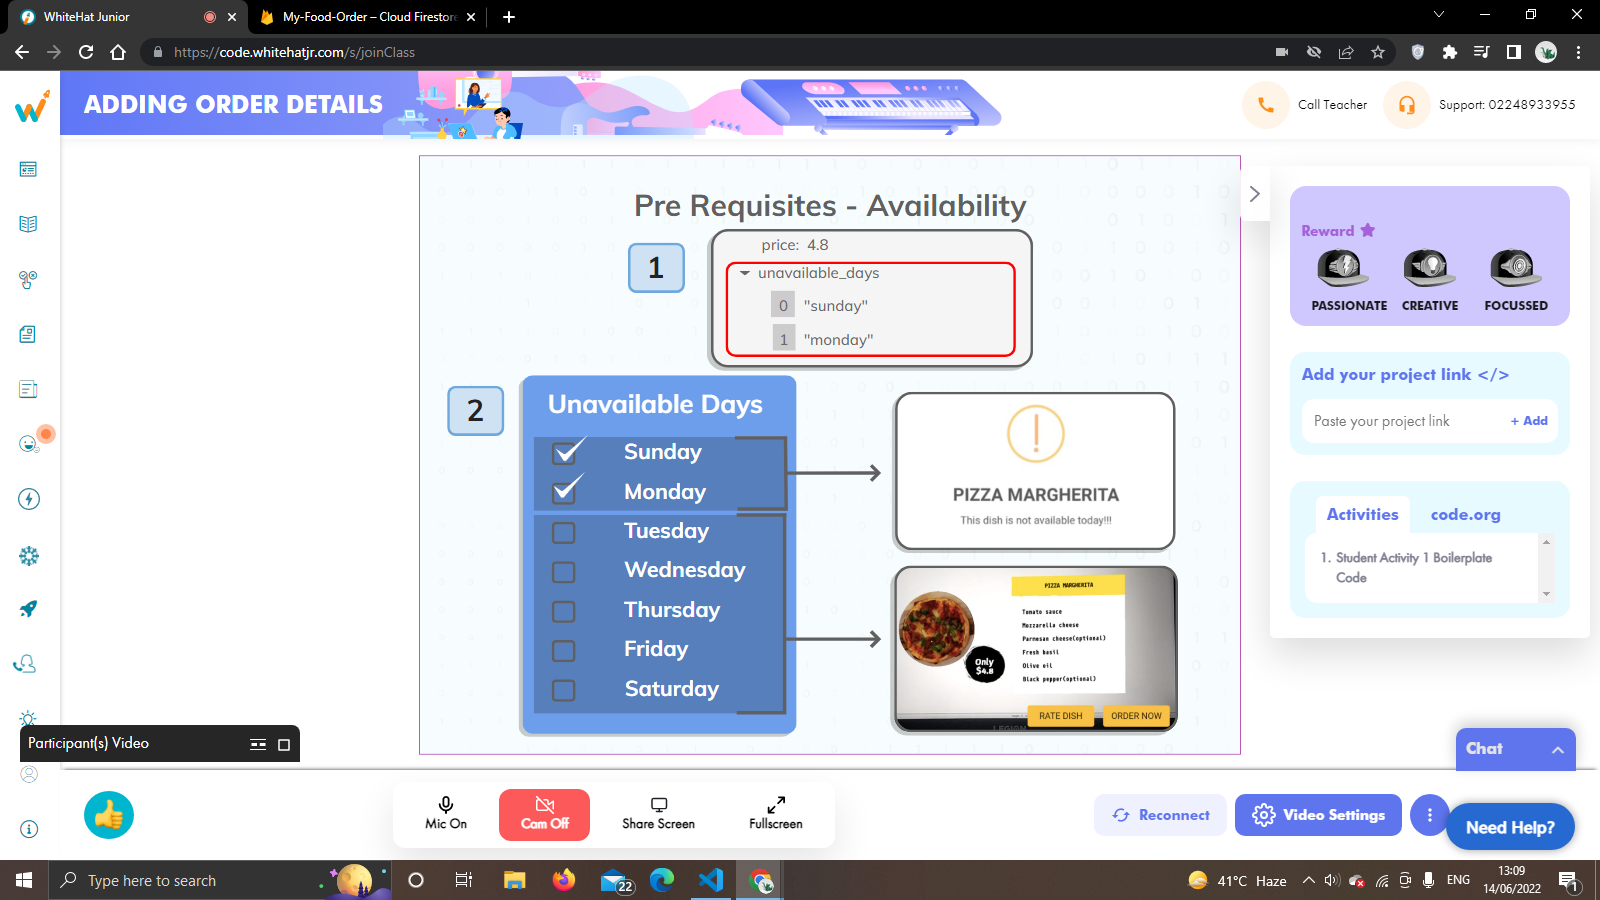 WhiteHat Junior
My-Food-Order – Cloud Firestore
https://code.whitehatjr.com/s/joinClass
ADDING ORDER DETAILS
Call Teacher
Support: 02248933955
Pre Requisites - Availability
1
price: 4.8
unavailable_days
0 "sunday"
1 "monday"
2
Unavailable Days
Sunday
Monday
Tuesday
Wednesday
Thursday
Friday
Saturday
PIZZA MARGHERITA
This dish is not available today!!!
PIZZA MARGHERITA
Tomato sauce
Mozzarella cheese
Parmesan cheese(optional)
Fresh basil
Olive oil
Black pepper(optional)
Only
$4.8
RATE DISH
ORDER NOW
Reward
PASSIONATE
CREATIVE
FOCUSSED
Add your project link </>
Paste your project link
+ Add
Activities
code.org
1. Student Activity 1 Boilerplate
Code
Participant(s) Video
Chat
Mic On
Cam Off
Share Screen
Fullscreen
Reconnect
Video Settings
Need Help?
Type here to search
22
41°C Haze
ENG
13:09
14/06/2022
1